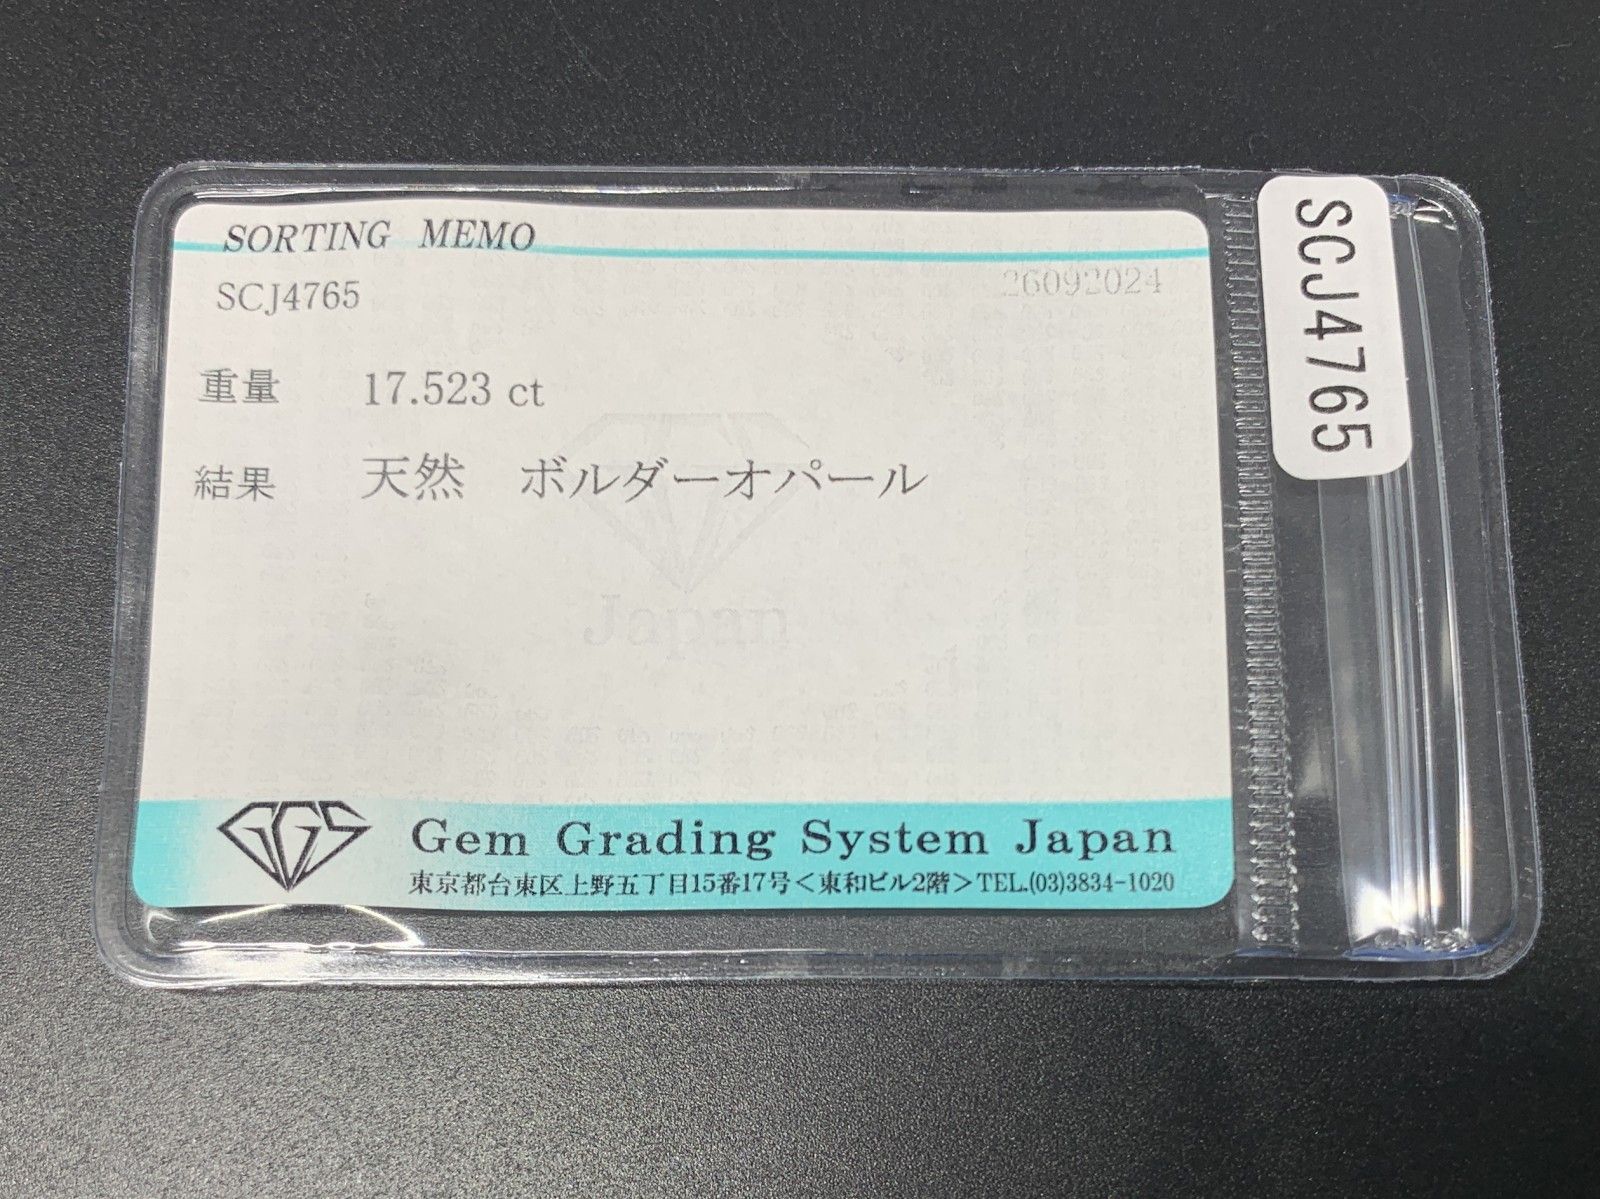 SORTING MEMO
SCJ4765
26092024
重量 17.523 ct
結果 天然 ボルダーオパール
Japan
GGS
Gem Grading System Japan
東京都台東区上野五丁目15番17号＜東和ビル2階＞TEL.(03)3834-1020
SCJ4765